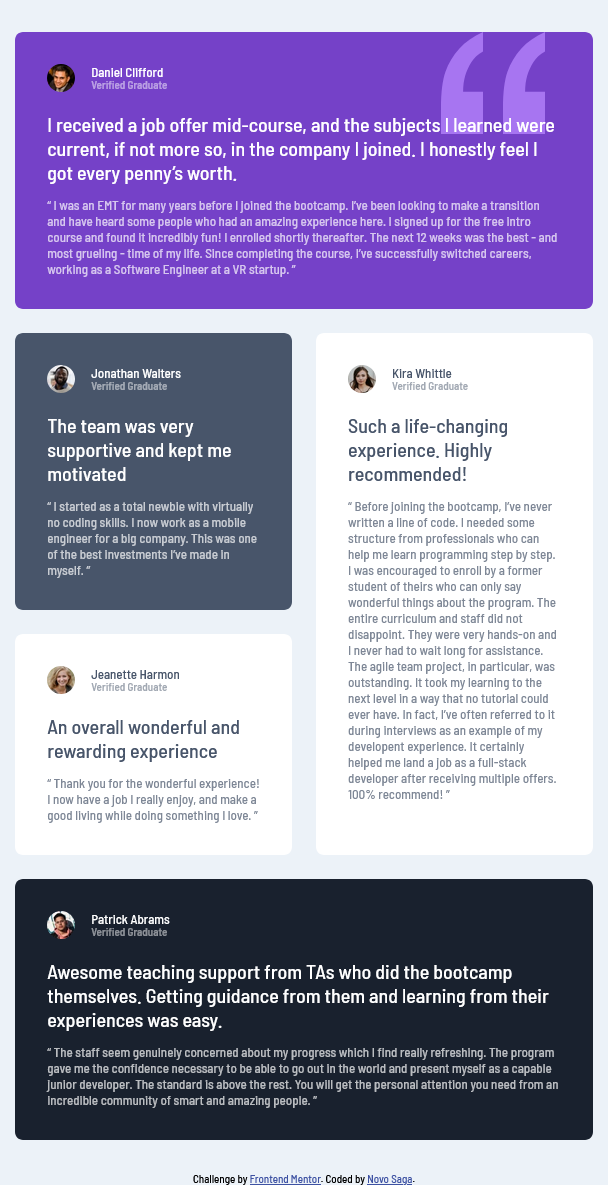 Daniel Clifford
Verified Graduate
I received a job offer mid-course, and the subjects I learned were
current, if not more so, in the company I joined. I honestly feel I
got every penny’s worth.
“ I was an EMT for many years before I joined the bootcamp. I’ve been looking to make a transition
and have heard some people who had an amazing experience here. I signed up for the free intro
course and found it incredibly fun! I enrolled shortly thereafter. The next 12 weeks was the best - and
most grueling - time of my life. Since completing the course, I’ve successfully switched careers,
working as a Software Engineer at a VR startup. ”
Jonathan Walters
Verified Graduate
The team was very
supportive and kept me
motivated
“ I started as a total newbie with virtually
no coding skills. I now work as a mobile
engineer for a big company. This was one
of the best investments I’ve made in
myself. ”
Kira Whittle
Verified Graduate
Such a life-changing
experience. Highly
recommended!
“ Before joining the bootcamp, I’ve never
written a line of code. I needed some
structure from professionals who can
help me learn programming step by step.
I was encouraged to enroll by a former
student of theirs who can only say
wonderful things about the program. The
entire curriculum and staff did not
disappoint. They were very hands-on and
I never had to wait long for assistance.
The agile team project, in particular, was
outstanding. It took my learning to the
next level in a way that no tutorial could
ever have. In fact, I’ve often referred to it
during interviews as an example of my
developent experience. It certainly
helped me land a job as a full-stack
developer after receiving multiple offers.
100% recommend! ”
Jeanette Harmon
Verified Graduate
An overall wonderful and
rewarding experience
“ Thank you for the wonderful experience!
I now have a job I really enjoy, and make a
good living while doing something I love. ”
Patrick Abrams
Verified Graduate
Awesome teaching support from TAs who did the bootcamp
themselves. Getting guidance from them and learning from their
experiences was easy.
“ The staff seem genuinely concerned about my progress which I find really refreshing. The program
gave me the confidence necessary to be able to go out in the world and present myself as a capable
junior developer. The standard is above the rest. You will get the personal attention you need from an
incredible community of smart and amazing people. ”
Challenge by Frontend Mentor. Coded by Novo Saga.